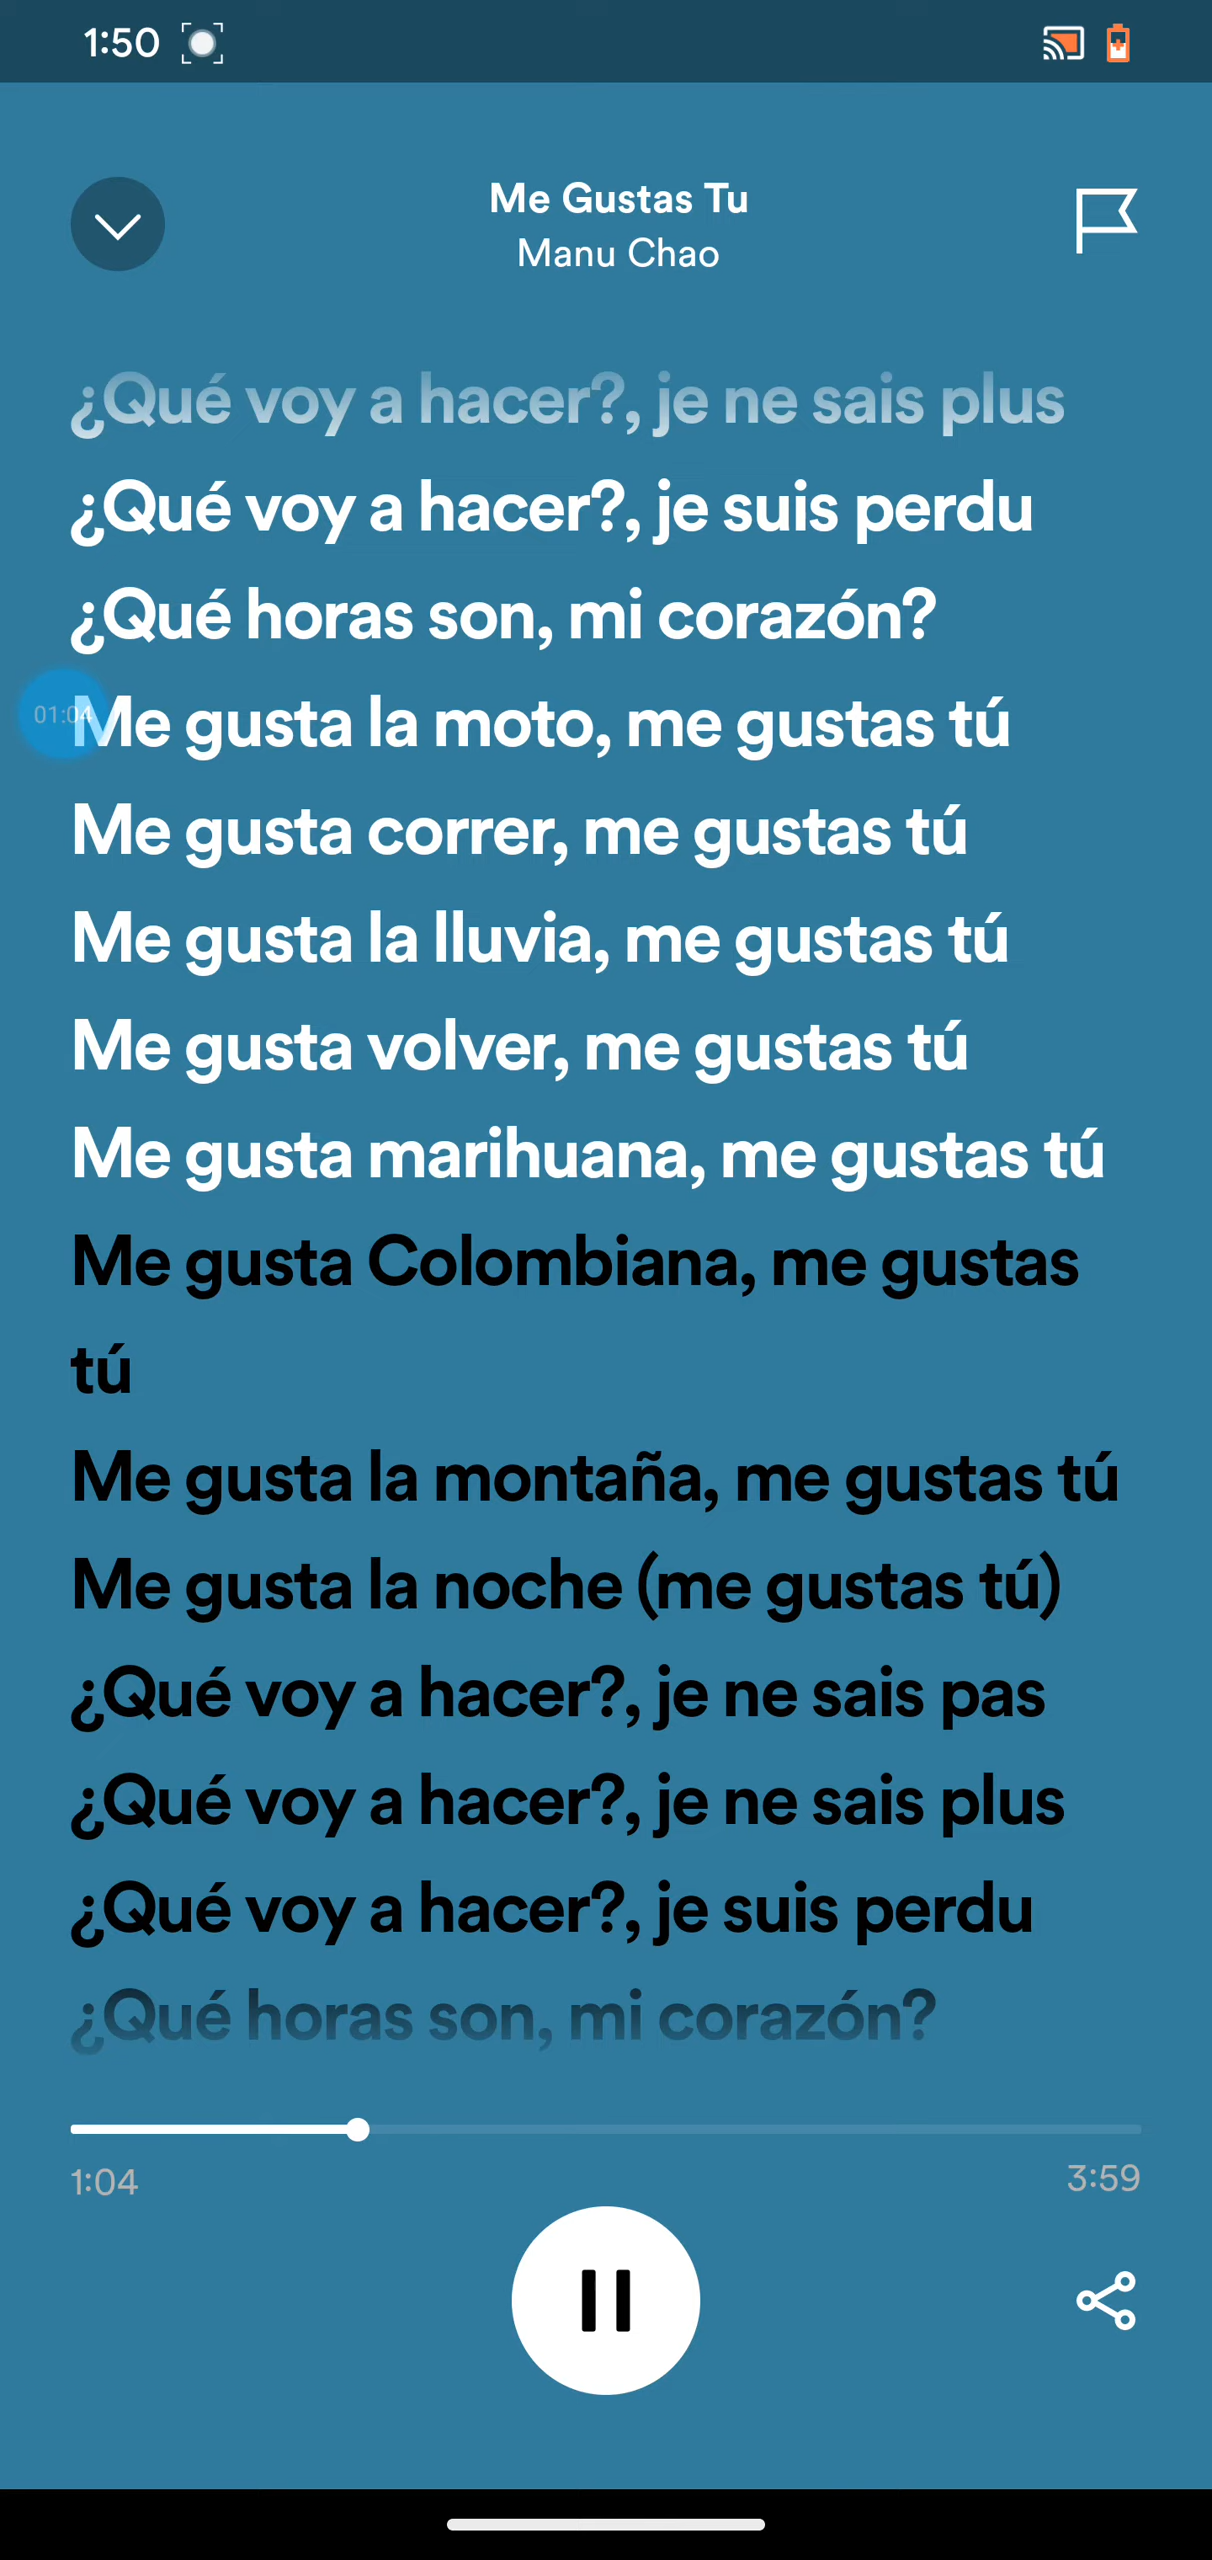 1:50
Me Gustas Tu
Manu Chao
¿Qué voy a hacer?, je ne sais plus
¿Qué voy a hacer?, je suis perdu
¿Qué horas son, mi corazón?
01:04
Me gusta la moto, me gustas tú
Me gusta correr, me gustas tú
Me gusta la lluvia, me gustas tú
Me gusta volver, me gustas tú
Me gusta marihuana, me gustas tú
Me gusta Colombiana, me gustas
tú
Me gusta la montaña, me gustas tú
Me gusta la noche (me gustas tú)
¿Qué voy a hacer?, je ne sais pas
¿Qué voy a hacer?, je ne sais plus
¿Qué voy a hacer?, je suis perdu
¿Qué horas son, mi corazón?
1:04
3:59